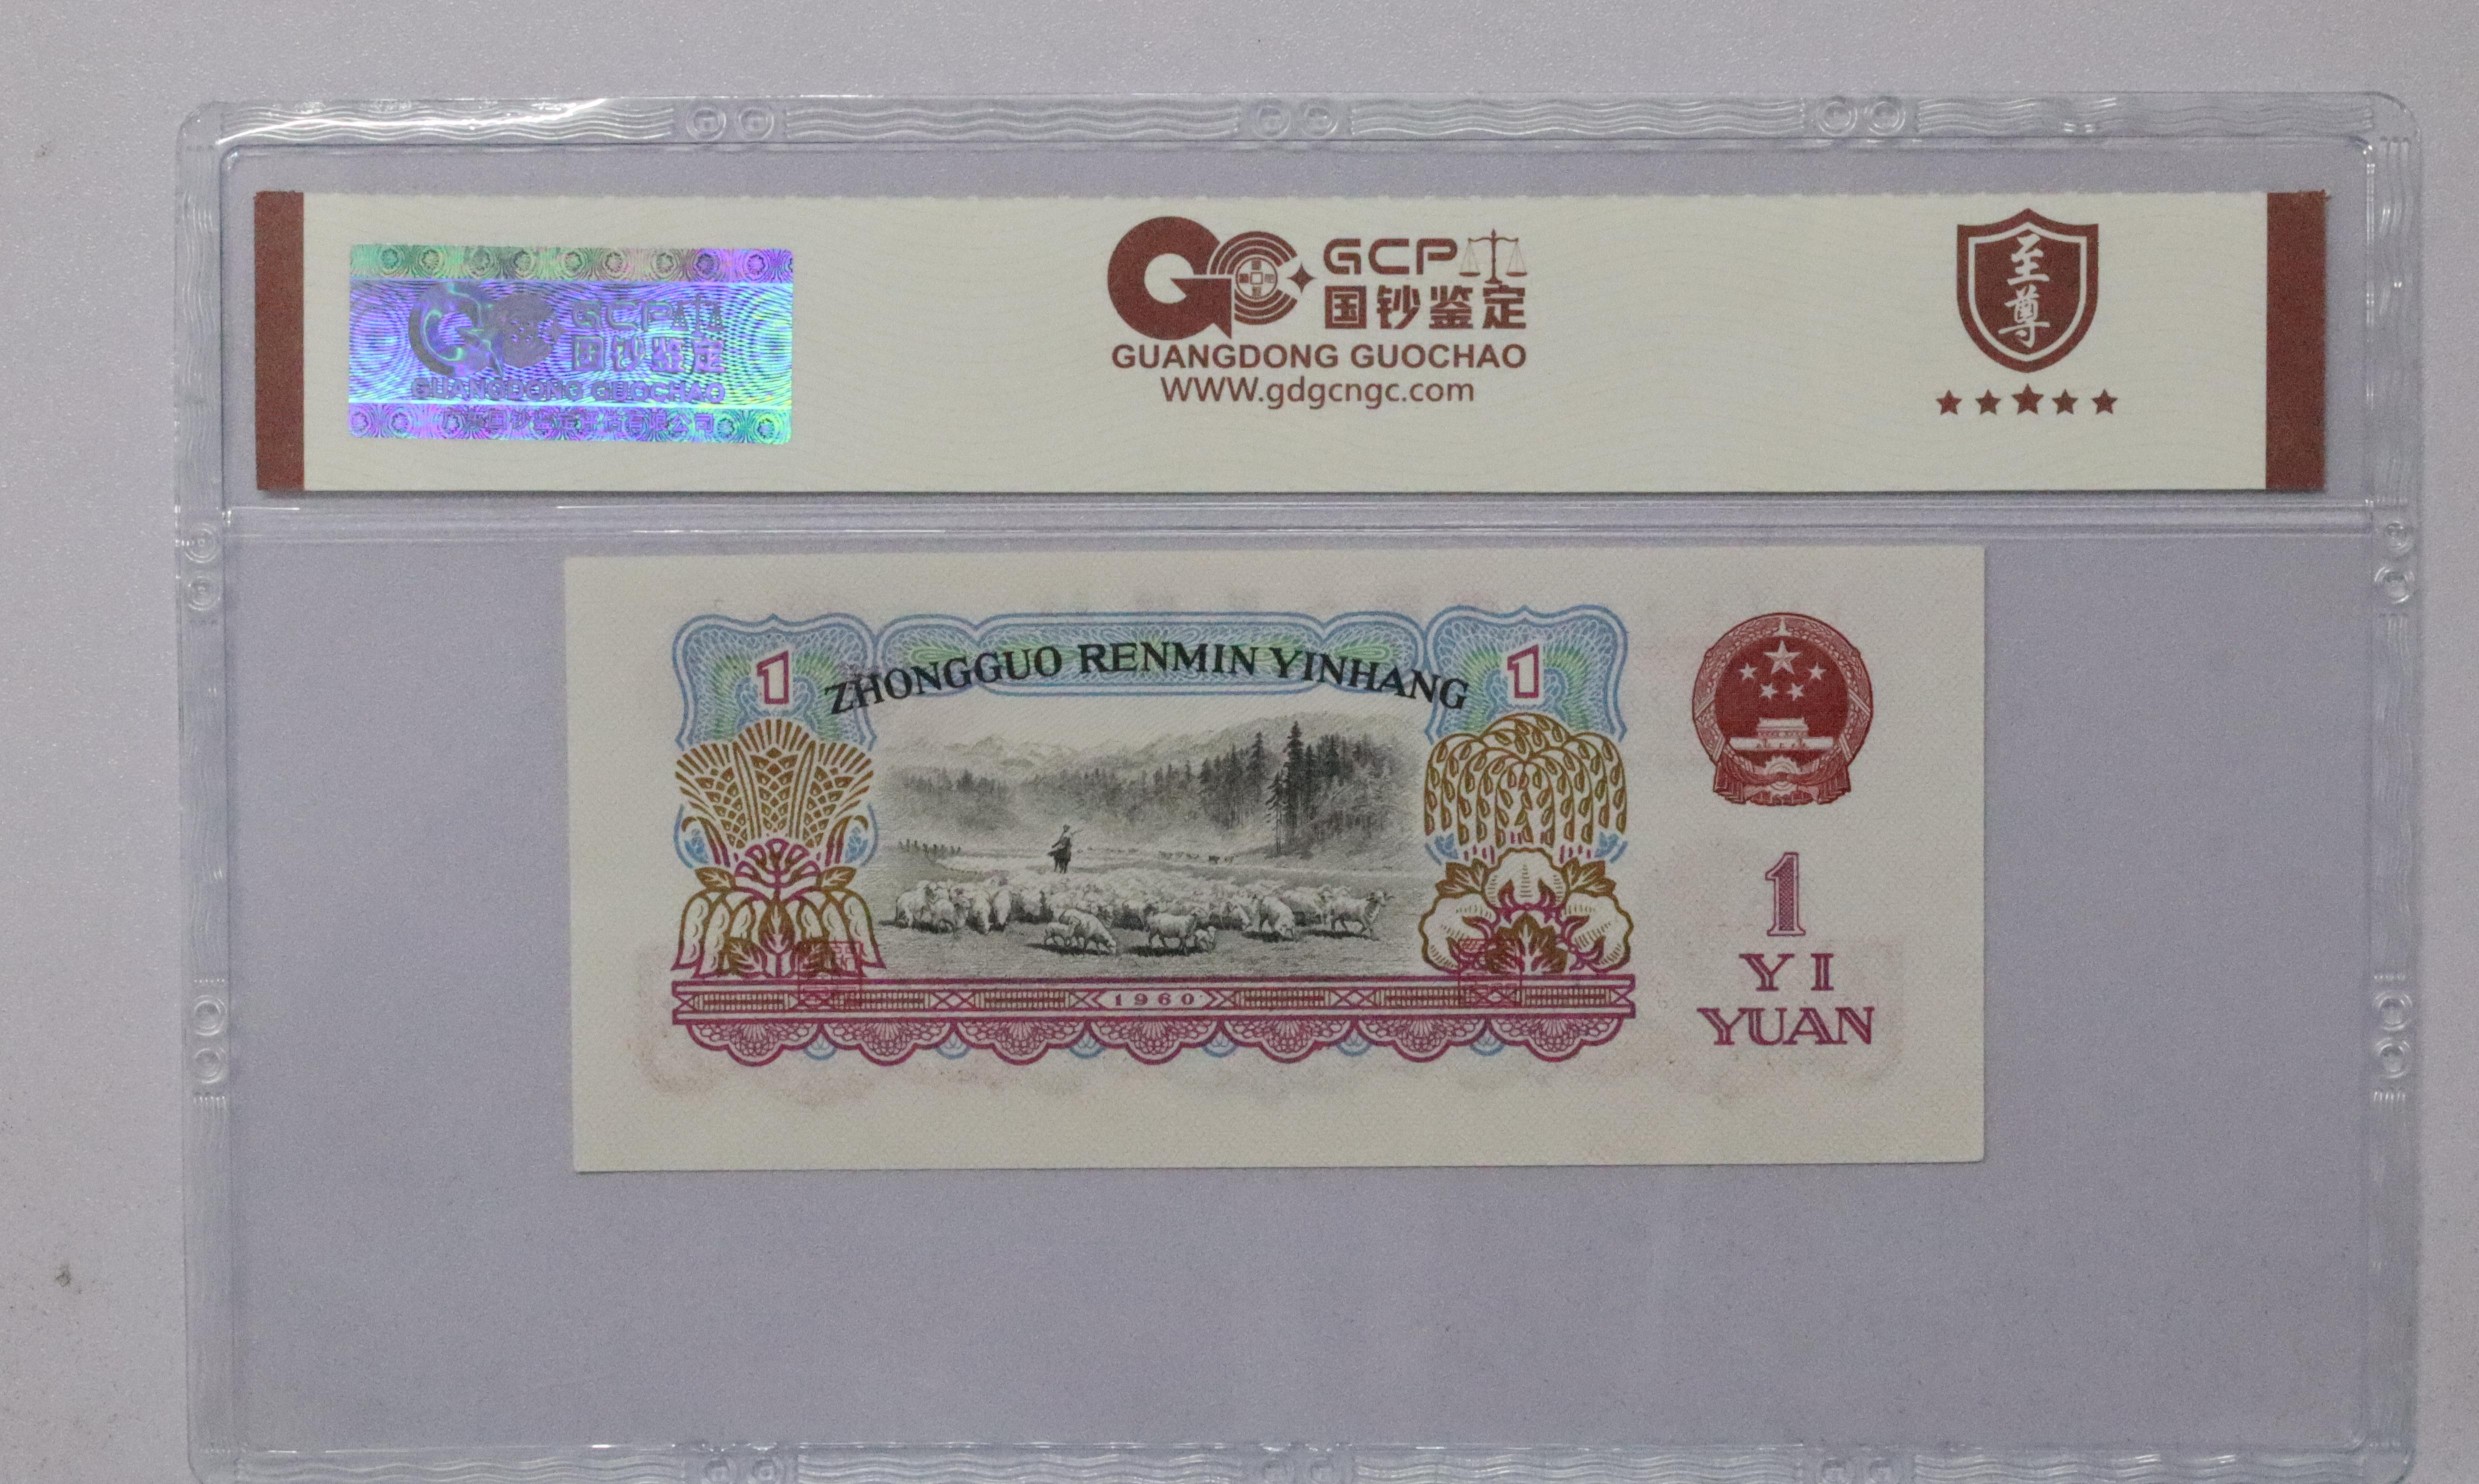 GCP
国钞鉴定
GUANGDONG GUOCHAO
GCP
国钞鉴定
GUANGDONG GUOCHAO
WWW.gdgcngc.com
至尊
1
ZHONGGUO RENMIN YINHANG
1
1960
1
YI
YUAN